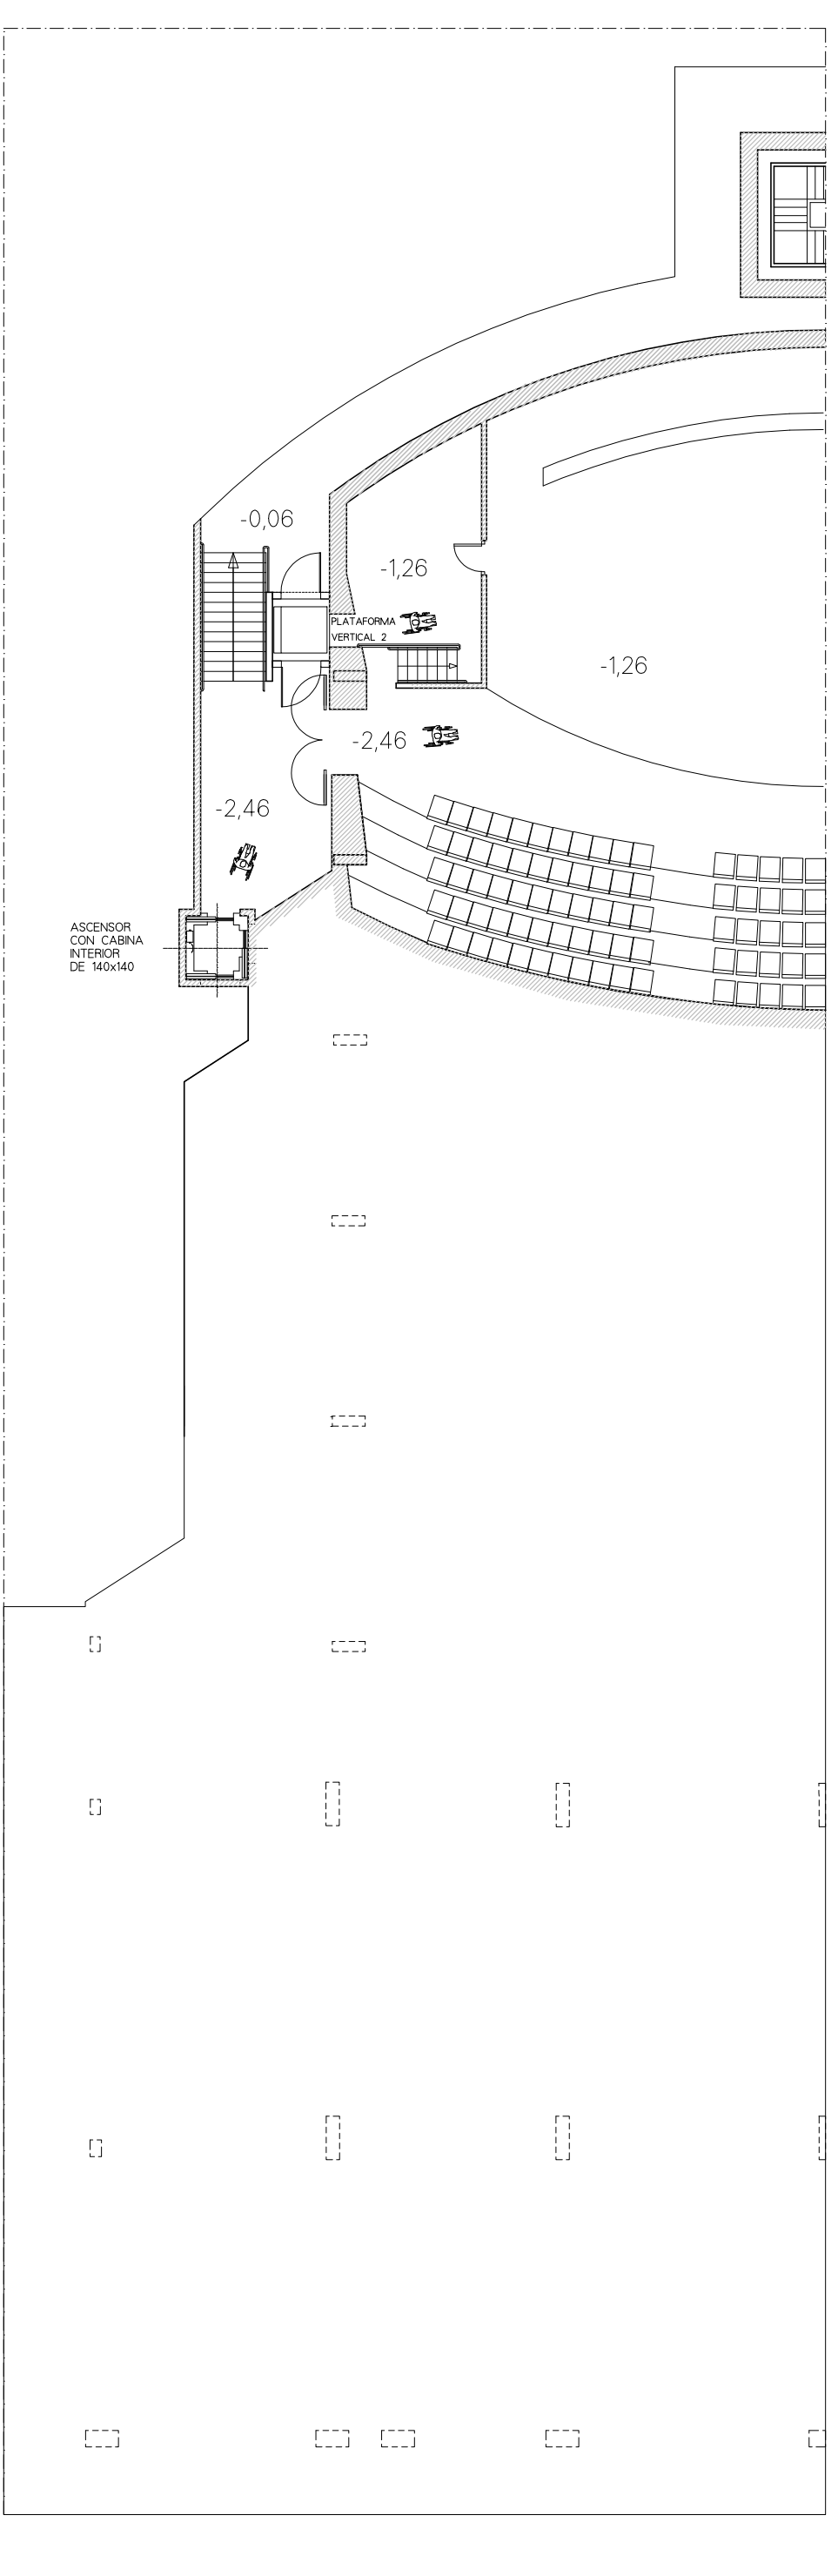 -0,06
-1,26
PLATAFORMA
VERTICAL 2
-1,26
-2,46
-2,46
ASCENSOR
CON CABINA
INTERIOR
DE 140x140